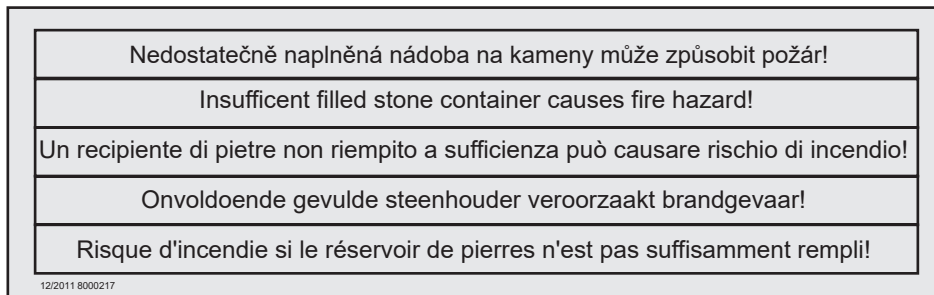 Nedostatečně naplněná nádoba na kameny může způsobit požár!
Insufficent filled stone container causes fire hazard!
Un recipiente di pietre non riempito a sufficienza può causare rischio di incendio!
Onvoldoende gevulde steenhouder veroorzaakt brandgevaar!
Risque d'incendie si le réservoir de pierres n'est pas suffisamment rempli!
12/2011 8000217